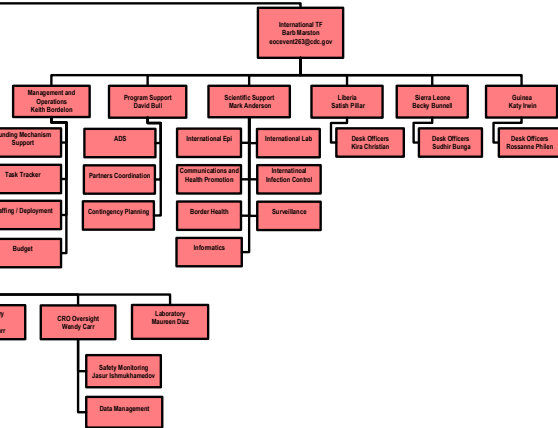 International TF
Barb Marston
eocevent263@cdc.gov
Management and
Operations
Keith Bordelon
Program Support
David Bull
Scientific Support
Mark Anderson
Liberia
Satish Pillar
Sierra Leone
Becky Bunnell
Guinea
Katy Irwin
Mechanism
Support
ADS
International Epi
International Lab
Desk Officers
Kira Christian
Desk Officers
Sudhir Bunga
Desk Officers
Rossanne Philen
Task Tracker
Partners Coordination
Communications and
Health Promotion
Infection Control
/ Deployment
Contingency Planning
Border Health
Surveillance
Budget
Informatics
CRO Oversight
Wendy Carr
Laboratory
Maureen Diaz
Safety Monitoring
Jasur Ishmukhamedov
Data Management